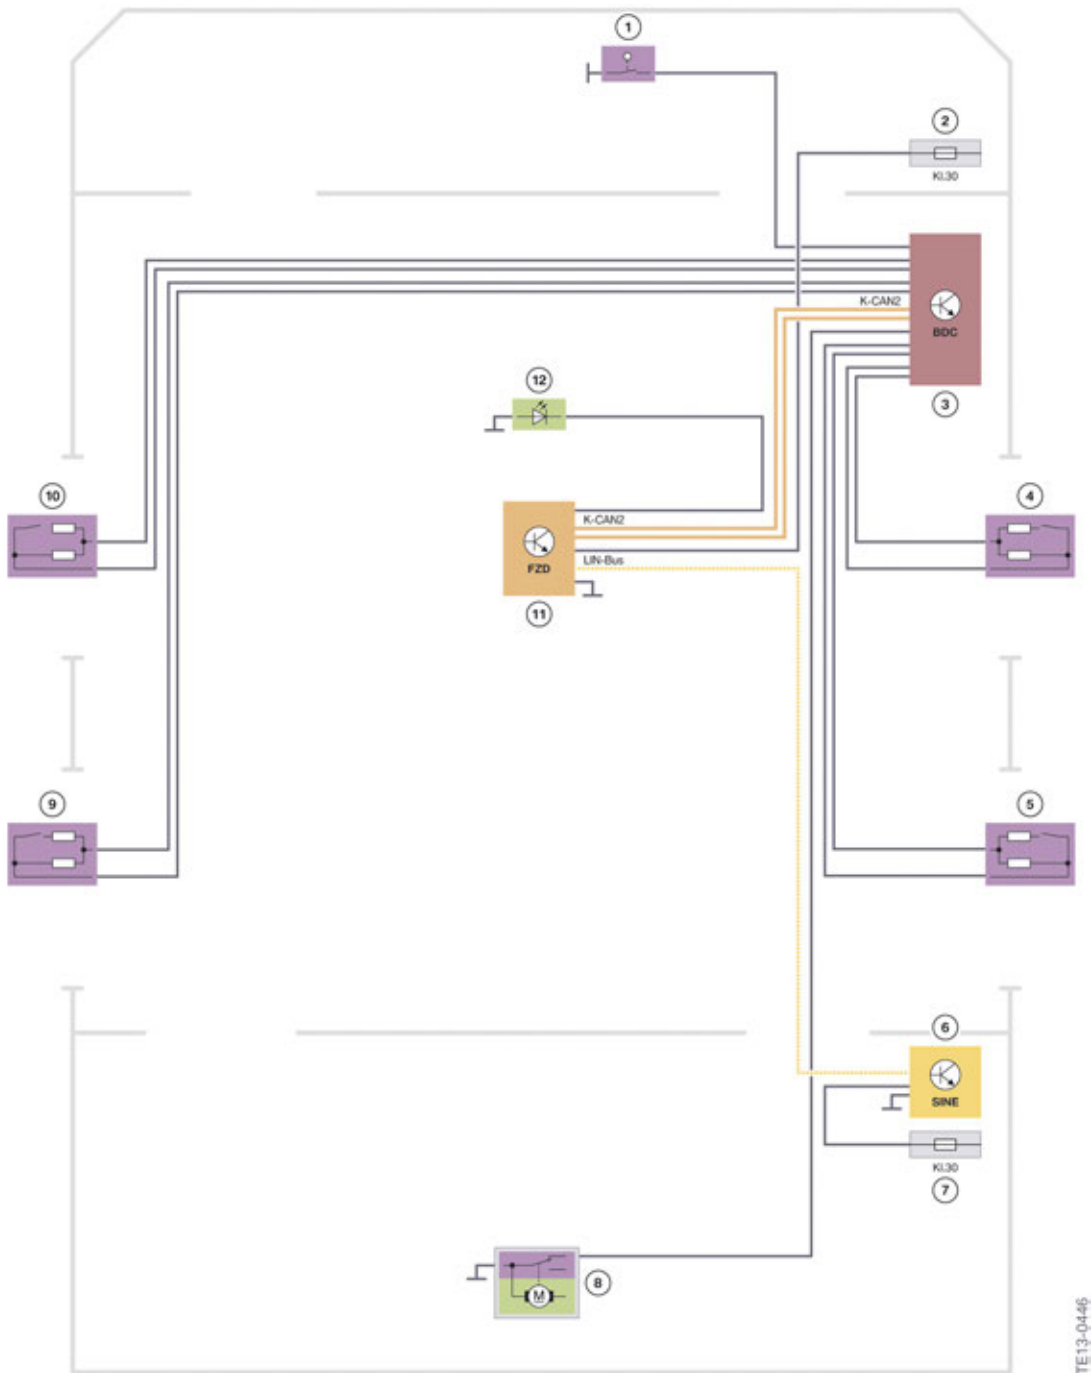 1
2
Kl.30
K-CAN2
BDC
3
12
10
4
K-CAN2
FZD
LIN-Bus
11
9
5
6
SINE
Kl.30
7
M
8
TE13-0446